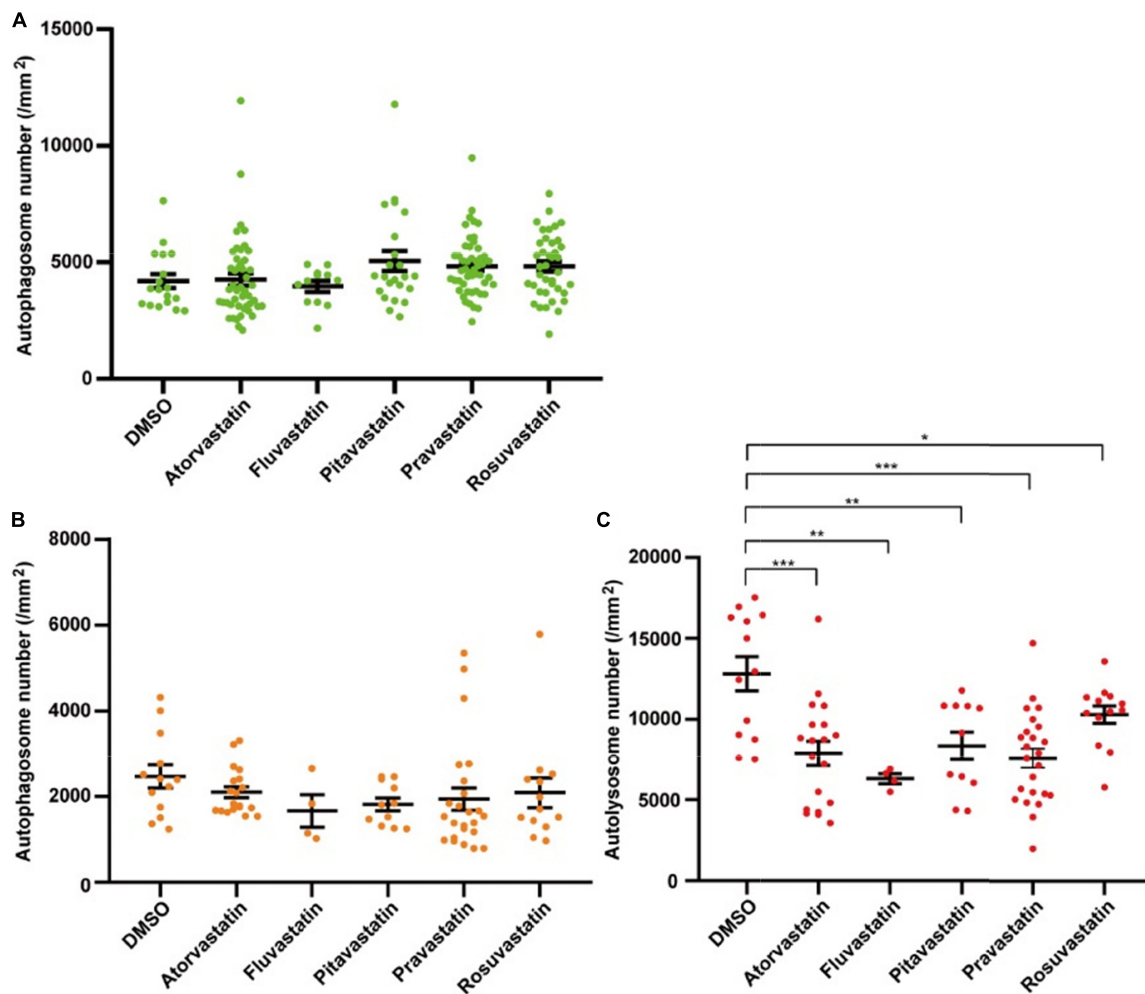 A
Autophagosome number (/mm²)
15000
10000
5000
0
DMSO
Atorvastatin
Fluvastatin
Pitavastatin
Pravastatin
Rosuvastatin
B
Autophagosome number (/mm²)
8000
6000
4000
2000
0
DMSO
Atorvastatin
Fluvastatin
Pitavastatin
Pravastatin
Rosuvastatin
C
*
***
**
**
***
Autolysosome number (/mm²)
20000
15000
10000
5000
0
DMSO
Atorvastatin
Fluvastatin
Pitavastatin
Pravastatin
Rosuvastatin